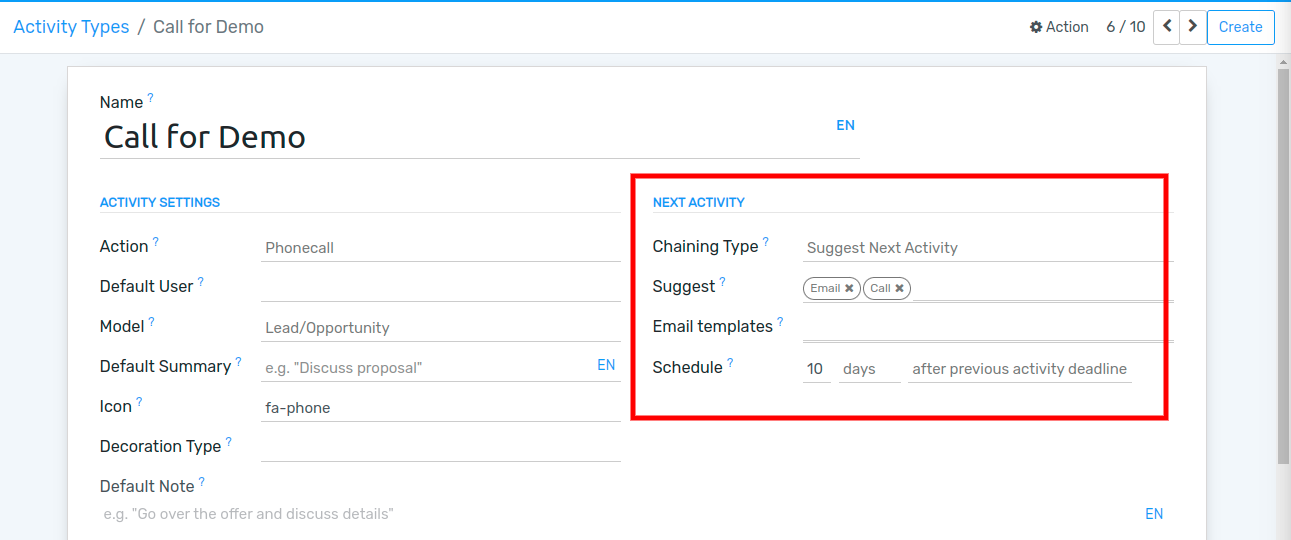 Activity Types / Call for Demo Action 6 / 10 Create
Name ?
Call for Demo EN
ACTIVITY SETTINGS
Action ? Phonecall
Default User ?
Model ? Lead/Opportunity
Default Summary ? e.g. "Discuss proposal" EN
Icon ? fa-phone
Decoration Type ?
NEXT ACTIVITY
Chaining Type ? Suggest Next Activity
Suggest ? Email Call
Email templates ?
Schedule ? 10 days after previous activity deadline
Default Note ?
e.g. "Go over the offer and discuss details" EN